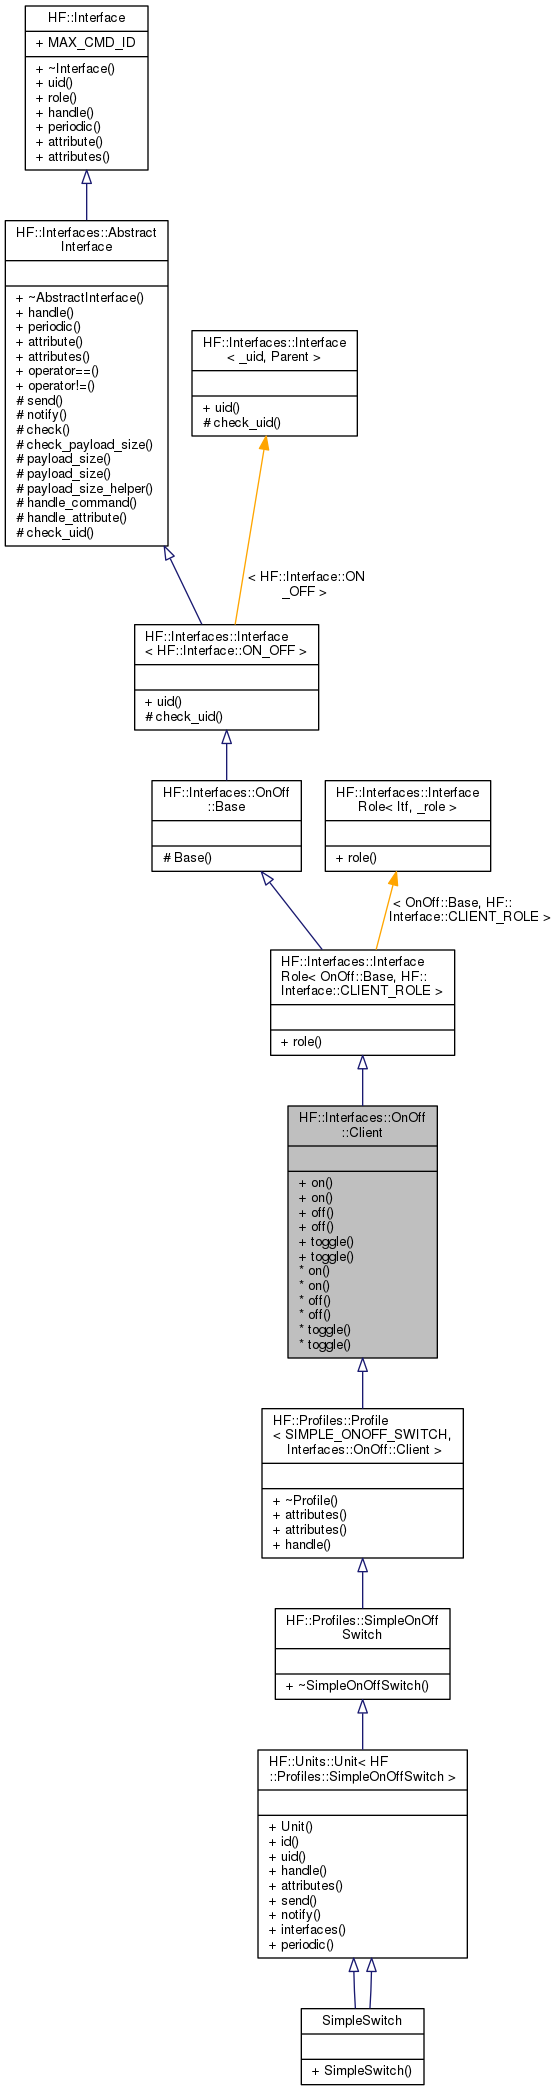 HF::Interface
+ MAX_CMD_ID
+ ~Interface()
+ uid()
+ role()
+ handle()
+ periodic()
+ attribute()
+ attributes()
HF::Interfaces::Abstract
Interface
+ ~AbstractInterface()
+ handle()
+ periodic()
+ attribute()
+ attributes()
+ operator==()
+ operator!=()
# send()
# notify()
# check()
# check_payload_size()
# payload_size()
# payload_size()
# payload_size_helper()
# handle_command()
# handle_attribute()
# check_uid()
HF::Interfaces::Interface
< _uid, Parent >
+ uid()
# check_uid()
< HF::Interface::ON
_OFF >
HF::Interfaces::Interface
< HF::Interface::ON_OFF >
+ uid()
# check_uid()
HF::Interfaces::OnOff
::Base
# Base()
HF::Interfaces::Interface
Role< Itf, _role >
+ role()
< OnOff::Base, HF::
Interface::CLIENT_ROLE >
HF::Interfaces::Interface
Role< OnOff::Base, HF::
Interface::CLIENT_ROLE >
+ role()
HF::Interfaces::OnOff
::Client
+ on()
+ on()
+ off()
+ off()
+ toggle()
+ toggle()
* on()
* on()
* off()
* off()
* toggle()
* toggle()
HF::Profiles::Profile
< SIMPLE_ONOFF_SWITCH,
Interfaces::OnOff::Client >
+ ~Profile()
+ attributes()
+ attributes()
+ handle()
HF::Profiles::SimpleOnOff
Switch
+ ~SimpleOnOffSwitch()
HF::Units::Unit< HF
::Profiles::SimpleOnOffSwitch >
+ Unit()
+ id()
+ uid()
+ handle()
+ attributes()
+ send()
+ notify()
+ interfaces()
+ periodic()
SimpleSwitch
+ SimpleSwitch()